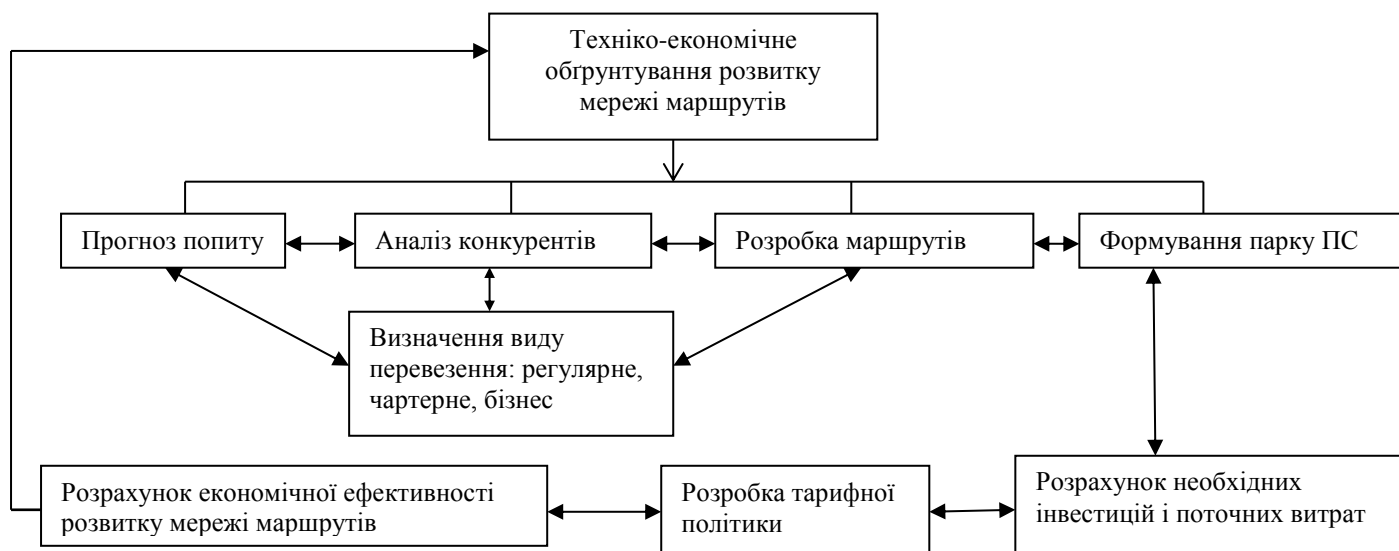 Техніко-економічне
обґрунтування розвитку
мережі маршрутів
Прогноз попиту
Аналіз конкурентів
Розробка маршрутів
Формування парку ПС
Визначення виду
перевезення: регулярне,
чартерне, бізнес
Розрахунок економічної ефективності
розвитку мережі маршрутів
Розробка тарифної
політики
Розрахунок необхідних
інвестицій і поточних витрат